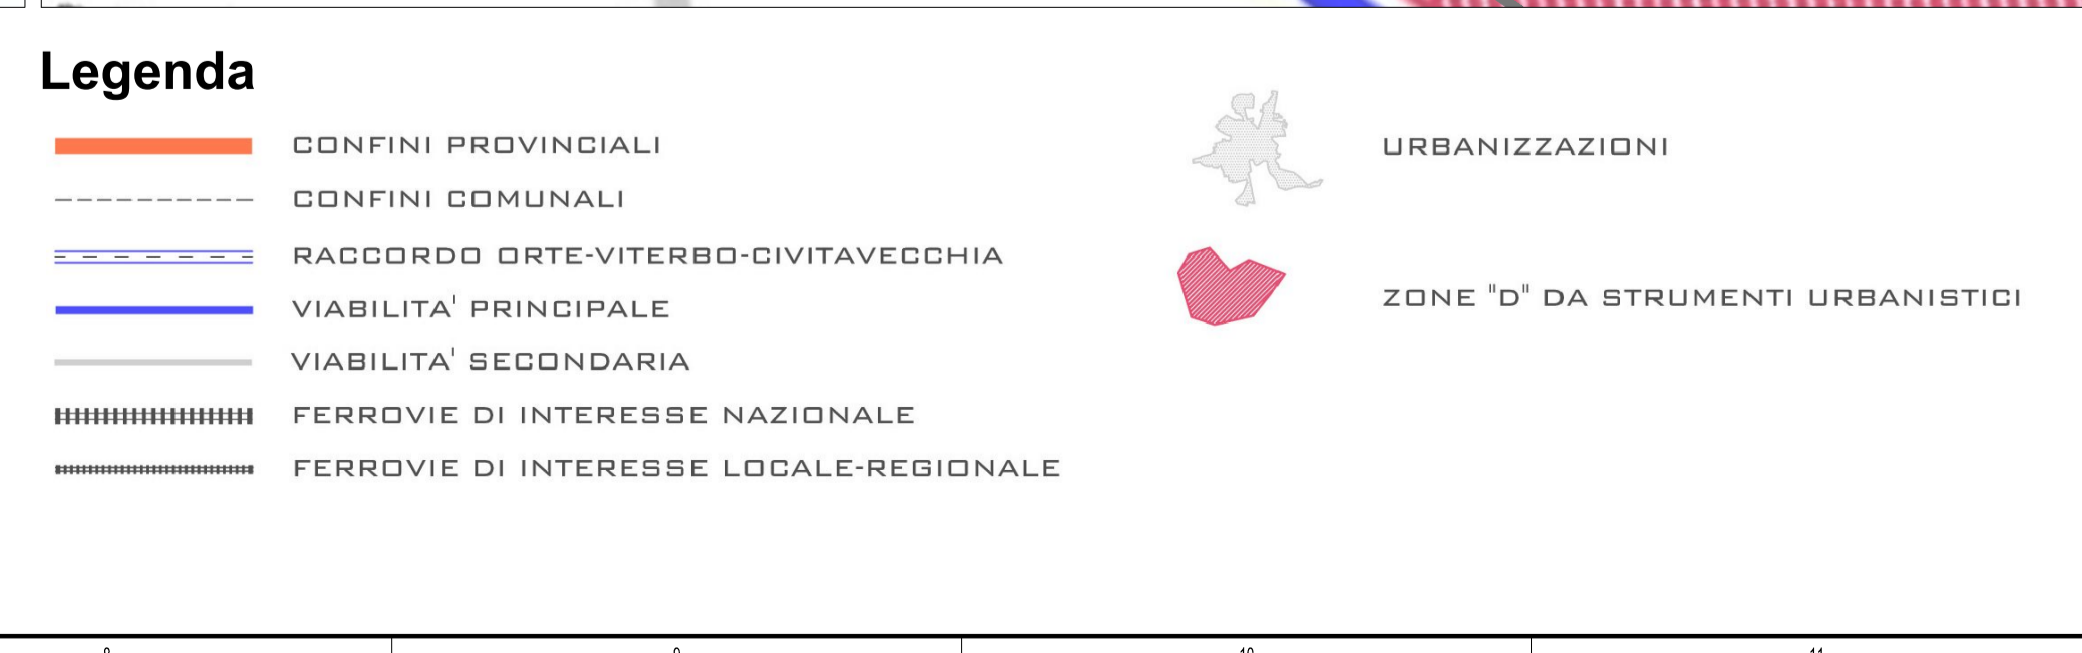 Legenda
CONFINI PROVINCIALI
CONFINI COMUNALI
RACCORDO ORTE-VITERBO-CIVITAVECCHIA
VIABILITA' PRINCIPALE
VIABILITA' SECONDARIA
FERROVIE DI INTERESSE NAZIONALE
FERROVIE DI INTERESSE LOCALE-REGIONALE
URBANIZZAZIONI
ZONE "D" DA STRUMENTI URBANISTICI